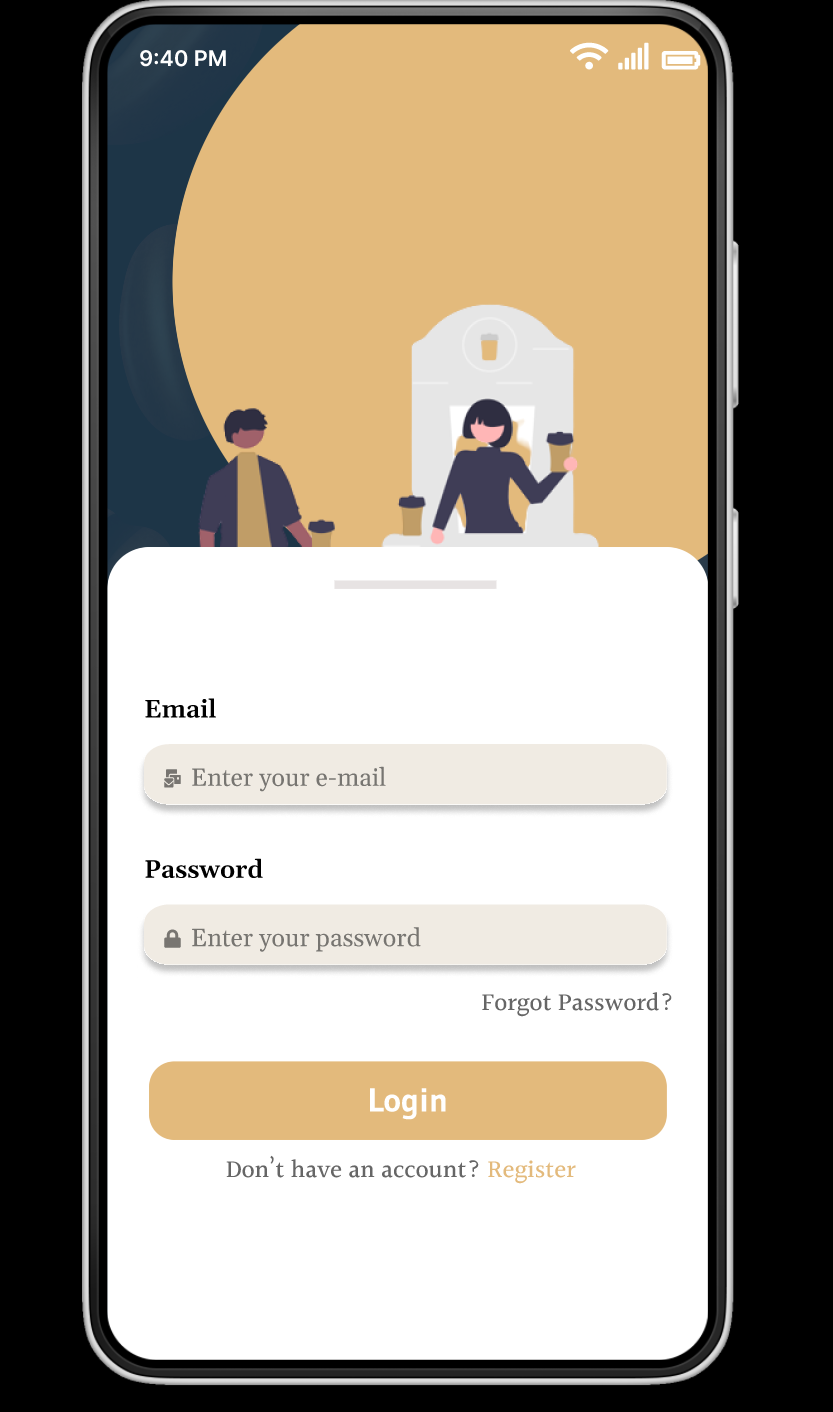 9:40 PM
Email
Enter your e-mail
Password
Enter your password
Forgot Password?
Login
Don’t have an account? Register